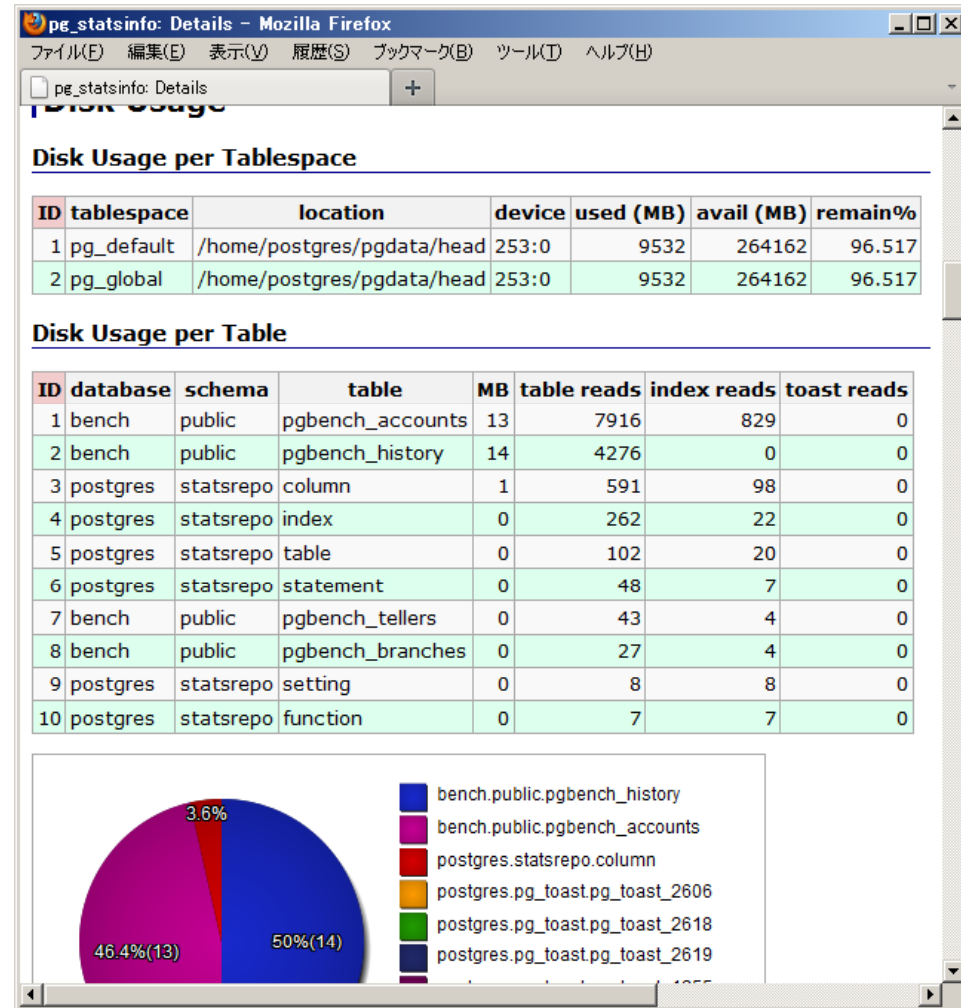 pg_statsinfo: Details - Mozilla Firefox
ファイル(F) 編集(E) 表示(V) 履歴(S) ブックマーク(B) ツール(T) ヘルプ(H)
pg_statsinfo: Details
Disk Usage
Disk Usage per Tablespace
ID tablespace location device used (MB) avail (MB) remain%
1 pg_default /home/postgres/pgdata/head 253:0 9532 264162 96.517
2 pg_global /home/postgres/pgdata/head 253:0 9532 264162 96.517
Disk Usage per Table
ID database schema table MB table reads index reads toast reads
1 bench public pgbench_accounts 13 7916 829 0
2 bench public pgbench_history 14 4276 0 0
3 postgres statsrepo column 1 591 98 0
4 postgres statsrepo index 0 262 22 0
5 postgres statsrepo table 0 102 20 0
6 postgres statsrepo statement 0 48 7 0
7 bench public pgbench_tellers 0 43 4 0
8 bench public pgbench_branches 0 27 4 0
9 postgres statsrepo setting 0 8 8 0
10 postgres statsrepo function 0 7 7 0
3.6%
46.4%(13)
50%(14)
bench.public.pgbench_history
bench.public.pgbench_accounts
postgres.statsrepo.column
postgres.pg_toast.pg_toast_2606
postgres.pg_toast.pg_toast_2618
postgres.pg_toast.pg_toast_2619